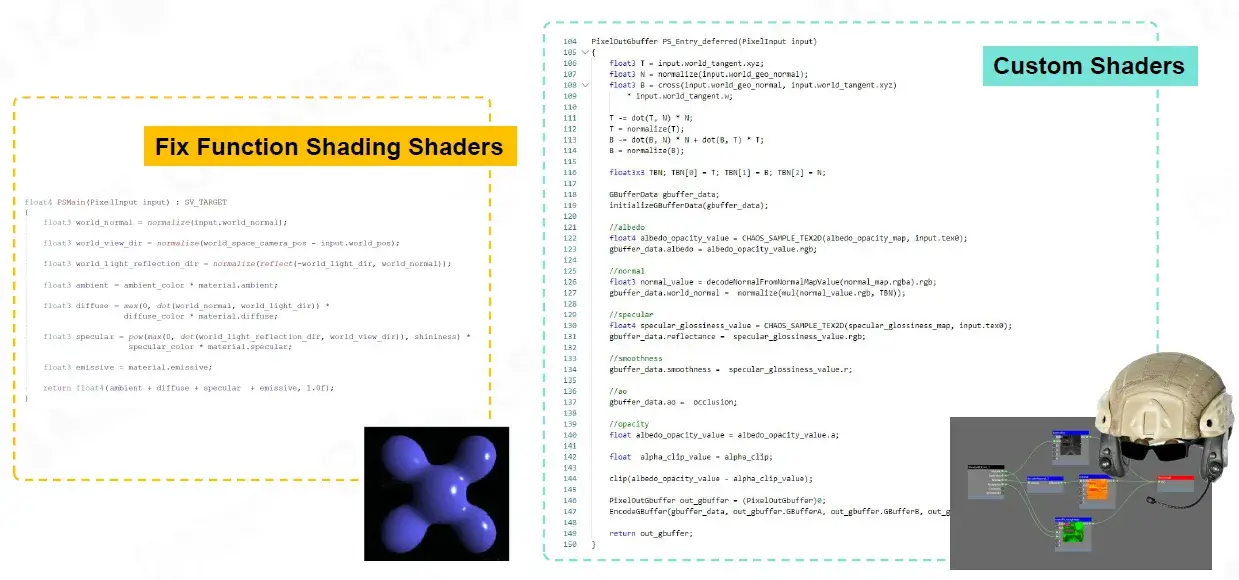 Fix Function Shading Shaders
float4 PSMain(PixelInput input) : SV_TARGET
{
float3 world_normal = normalize(input.world_normal);
float3 world_view_dir = normalize(world_space_camera_pos - input.world_pos);
float3 world_light_reflection_dir = normalize(reflect(-world_light_dir, world_normal));
float3 ambient = ambient_color * material.ambient;
float3 diffuse = max(0, dot(world_normal, world_light_dir)) *
diffuse_color * material.diffuse;
float3 specular = pow(max(0, dot(world_light_reflection_dir, world_view_dir)), shininess) *
specular_color * material.specular;
float3 emissive = material.emissive;
return float4(ambient + diffuse + specular + emissive, 1.0f);
}
Custom Shaders
104 PixelOutGbuffer PS_Entry_deferred(PixelInput input)
105 {
106 float3 T = input.world_tangent.xyz;
107 float3 N = normalize(input.world_geo_normal);
108 float3 B = cross(input.world_geo_normal, input.world_tangent.xyz)
109 * input.world_tangent.w;
110
111 T -= dot(T, N) * N;
112 T = normalize(T);
113 B -= dot(B, N) * N + dot(B, T) * T;
114 B = normalize(B);
115
116 float3x3 TBN; TBN[0] = T; TBN[1] = B; TBN[2] = N;
117
118 GBufferData gbuffer_data;
119 initializeGBufferData(gbuffer_data);
120
121 //albedo
122 float4 albedo_opacity_value = CHAOS_SAMPLE_TEX2D(albedo_opacity_map, input.tex0);
123 gbuffer_data.albedo = albedo_opacity_value.rgb;
124
125 //normal
126 float3 normal_value = decodeNormalFromNormalMapValue(normal_map.rgba).rgb;
127 gbuffer_data.world_normal = normalize(mul(normal_value.rgb, TBN));
128
129 //specular
130 float4 specular_glossiness_value = CHAOS_SAMPLE_TEX2D(specular_glossiness_map, input.tex0);
131 gbuffer_data.reflectance = specular_glossiness_value.rgb;
132
133 //smoothness
134 gbuffer_data.smoothness = specular_glossiness_value.r;
135
136 //ao
137 gbuffer_data.ao = occlusion;
138
139 //opacity
140 float albedo_opacity_value = albedo_opacity_value.a;
141
142 float alpha_clip_value = alpha_clip;
143
144 clip(albedo_opacity_value - alpha_clip_value);
145
146 PixelOutGbuffer out_gbuffer = (PixelOutGbuffer)0;
147 EncodeGBuffer(gbuffer_data, out_gbuffer.GBufferA, out_gbuffer.GBufferB, out_g
148
149 return out_gbuffer;
150 }